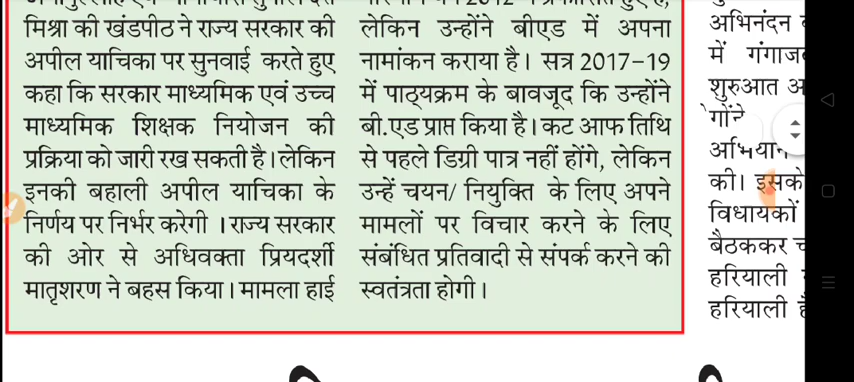 मिश्रा की खंडपीठ ने राज्य सरकार की
अपील याचिका पर सुनवाई करते हुए
कहा कि सरकार माध्यमिक एवं उच्च
माध्यमिक शिक्षक नियोजन की
प्रक्रिया को जारी रख सकती है। लेकिन
इनकी बहाली अपील याचिका के
निर्णय पर निर्भर करेगी । राज्य सरकार
की ओर से अधिवक्ता प्रियदर्शी
मातृशरण ने बहस किया। मामला हाई
लेकिन उन्होंने बीएड में अपना
नामांकन कराया है। सत्र 2017-19
में पाठ्यक्रम के बावजूद कि उन्होंने
बी.एड प्राप्त किया है। कट आफ तिथि
से पहले डिग्री पात्र नहीं होंगे, लेकिन
उन्हें चयन/ नियुक्ति के लिए अपने
मामलों पर विचार करने के लिए
संबंधित प्रतिवादी से संपर्क करने की
स्वतंत्रता होगी ।
अभिनंदन
में
शुरुआत
की। इसके
विधायकों
बैठककर
हरियाली
हरियाली